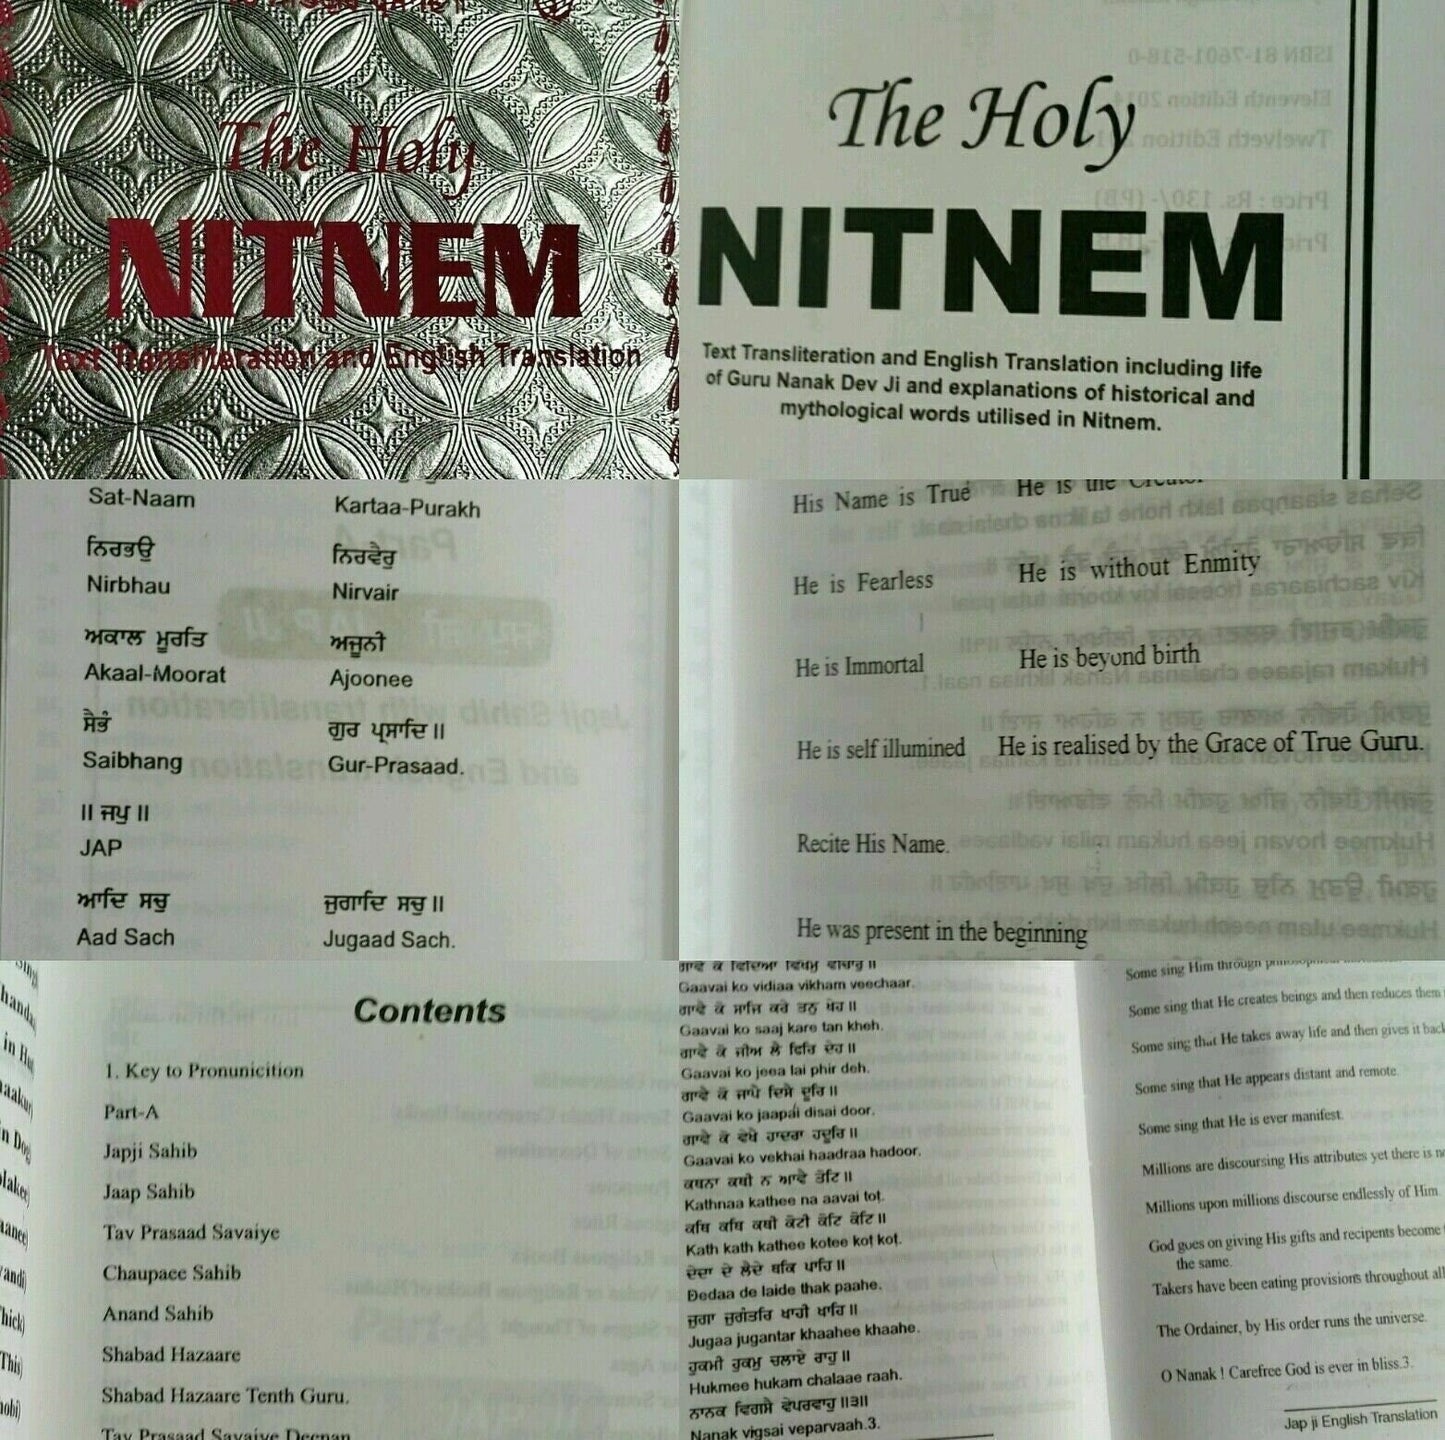 The Holy
NITNEM
Text Transliteration and English Translation
The Holy
NITNEM
Text Transliteration and English Translation including life
of Guru Nanak Dev Ji and explanations of historical and
mythological words utilised in Nitnem.
Sat-Naam Kartaa-Purakh
ਨਿਰਭਉ ਨਿਰਵੈਰੁ
Nirbhau Nirvair
ਅਕਾਲ ਮੂਰਤਿ ਅਜੂਨੀ
Akaal-Moorat Ajoonee
ਸੈਭੰ ਗੁਰ ਪ੍ਰਸਾਦਿ॥
Saibhang Gur-Prasaad.
॥ ਜਪੁ ॥
JAP
ਆਦਿ ਸਚੁ ਜੁਗਾਦਿ ਸਚੁ॥
Aad Sach Jugaad Sach.
His Name is True He is the Creator
He is Fearless He is without Enmity
He is Immortal He is beyond birth
He is self illumined He is realised by the Grace of True Guru.
Recite His Name.
He was present in the beginning
Contents
1. Key to Pronunicition
Part-A
Japji Sahib
Jaap Sahib
Tav Prasaad Savaiye
Chaupaee Sahib
Anand Sahib
Shabad Hazaare
Shabad Hazaare Tenth Guru.
Tav Prasaad Savaiye Deenan
ਗਾਵੈ ਕੋ ਵਿਦਿਆ ਵਿਖਮੁ ਵੀਚਾਰੁ॥
Gaavai ko vidiaa vikham veechaar.
ਗਾਵੈ ਕੋ ਸਾਜਿ ਕਰੇ ਤਨੁ ਖੇਹ॥
Gaavai ko saaj kare tan kheh.
ਗਾਵੈ ਕੋ ਜੀਅ ਲੈ ਫਿਰਿ ਦੇਹ॥
Gaavai ko jeea lai phir deh.
ਗਾਵੈ ਕੋ ਜਾਪੈ ਦਿਸੈ ਦੂਰਿ॥
Gaavai ko jaapai disai door.
ਗਾਵੈ ਕੋ ਵੇਖੈ ਹਾਦਰਾ ਹਦੂਰਿ॥
Gaavai ko vekhai haadraa hadoor.
ਕਥਨਾ ਕਥੀ ਨ ਆਵੈ ਤੋਟਿ॥
Kathnaa kathee na aavai tot.
ਕਥਿ ਕਥਿ ਕਥੀ ਕੋਟੀ ਕੋਟਿ ਕੋਟਿ॥
Kath kath kathee kotee kot kot.
ਦੇਦਾ ਦੇ ਲੈਦੇ ਥਕਿ ਪਾਹਿ॥
Dedaa de laide thak paahe.
ਜੁਗਾ ਜੁਗੰਤਰਿ ਖਾਹੀ ਖਾਹਿ॥
Jugaa jugantar khaahee khaahe.
ਹੁਕਮੀ ਹੁਕਮੁ ਚਲਾਏ ਰਾਹੁ॥
Hukmee hukam chalaae raah.
ਨਾਨਕ ਵਿਗਸੈ ਵੇਪਰਵਾਹੁ॥੩॥
Nanak vigsai veparvaah.3.
Some sing Him through
Some sing that He creates beings and then reduces them
Some sing that He takes away life and then gives it back
Some sing that He appears distant and remote.
Some sing that He is ever manifest.
Millions are discoursing His attributes yet there is
Millions upon millions discourse endlessly of Him.
God goes on giving His gifts and recipents become
the same.
Takers have been eating provisions throughout all
The Ordainer, by His order runs the universe.
O Nanak ! Carefree God is ever in bliss.3.
Jap ji English Translation